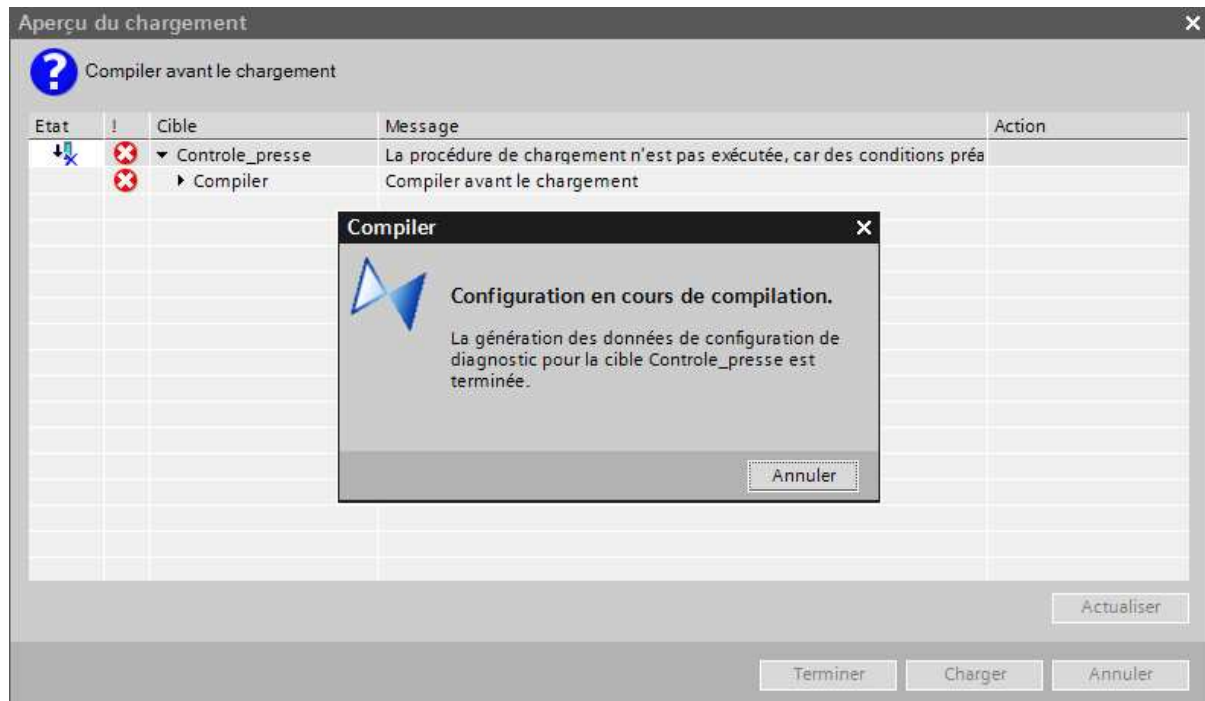 Aperçu du chargement
Compiler avant le chargement
Etat ! Cible Message Action
Controle_presse La procédure de chargement n'est pas exécutée, car des conditions préa
Compiler Compiler avant le chargement
Compiler
Configuration en cours de compilation.
La génération des données de configuration de
diagnostic pour la cible Controle_presse est
terminée.
Annuler
Actualiser
Terminer Charger Annuler